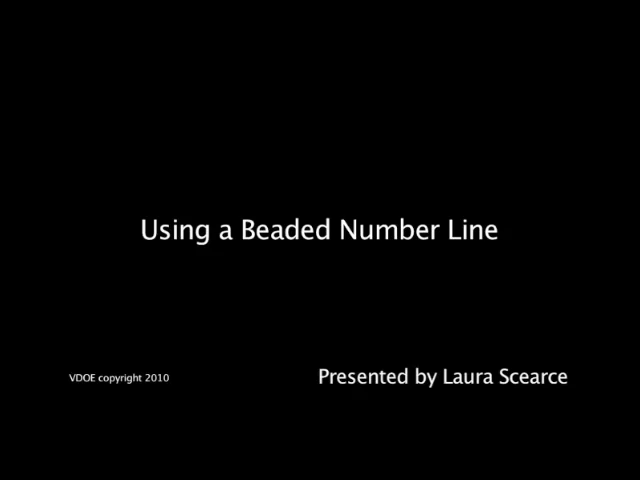 Using a Beaded Number Line
VDOE copyright 2010
Presented by Laura Scearce